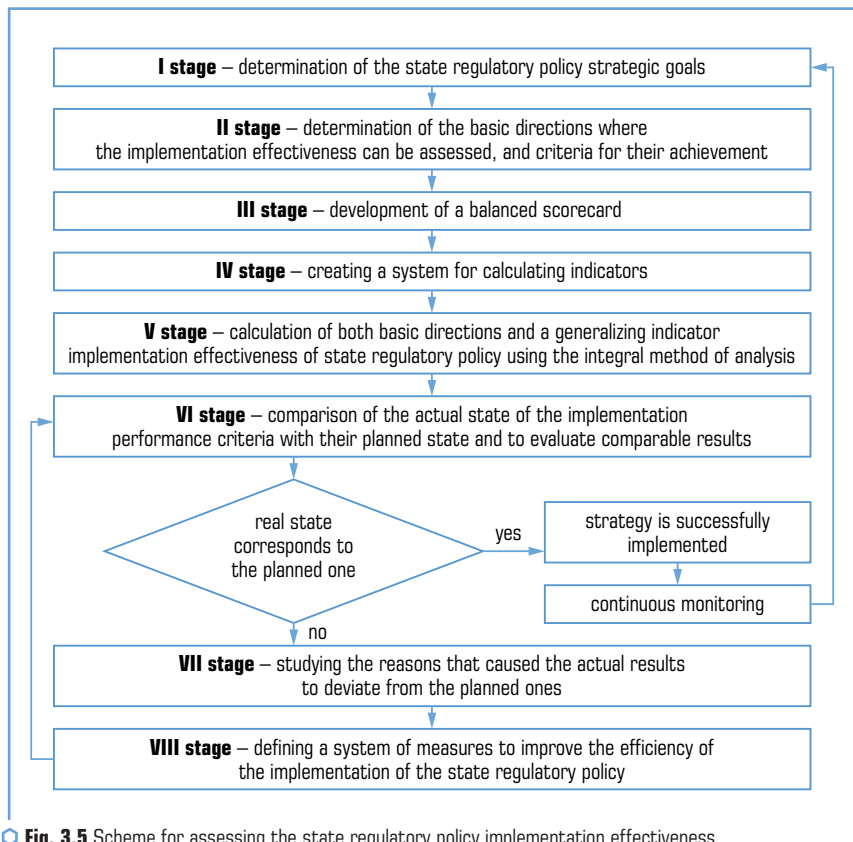 I stage – determination of the state regulatory policy strategic goals
II stage – determination of the basic directions where
the implementation effectiveness can be assessed, and criteria for their achievement
III stage – development of a balanced scorecard
IV stage – creating a system for calculating indicators
V stage – calculation of both basic directions and a generalizing indicator
implementation effectiveness of state regulatory policy using the integral method of analysis
VI stage – comparison of the actual state of the implementation
performance criteria with their planned state and to evaluate comparable results
real state
corresponds to
the planned one
yes
strategy is successfully
implemented
continuous monitoring
no
VII stage – studying the reasons that caused the actual results
to deviate from the planned ones
VIII stage – defining a system of measures to improve the efficiency of
the implementation of the state regulatory policy
Fig. 3.5 Scheme for assessing the state regulatory policy implementation effectiveness